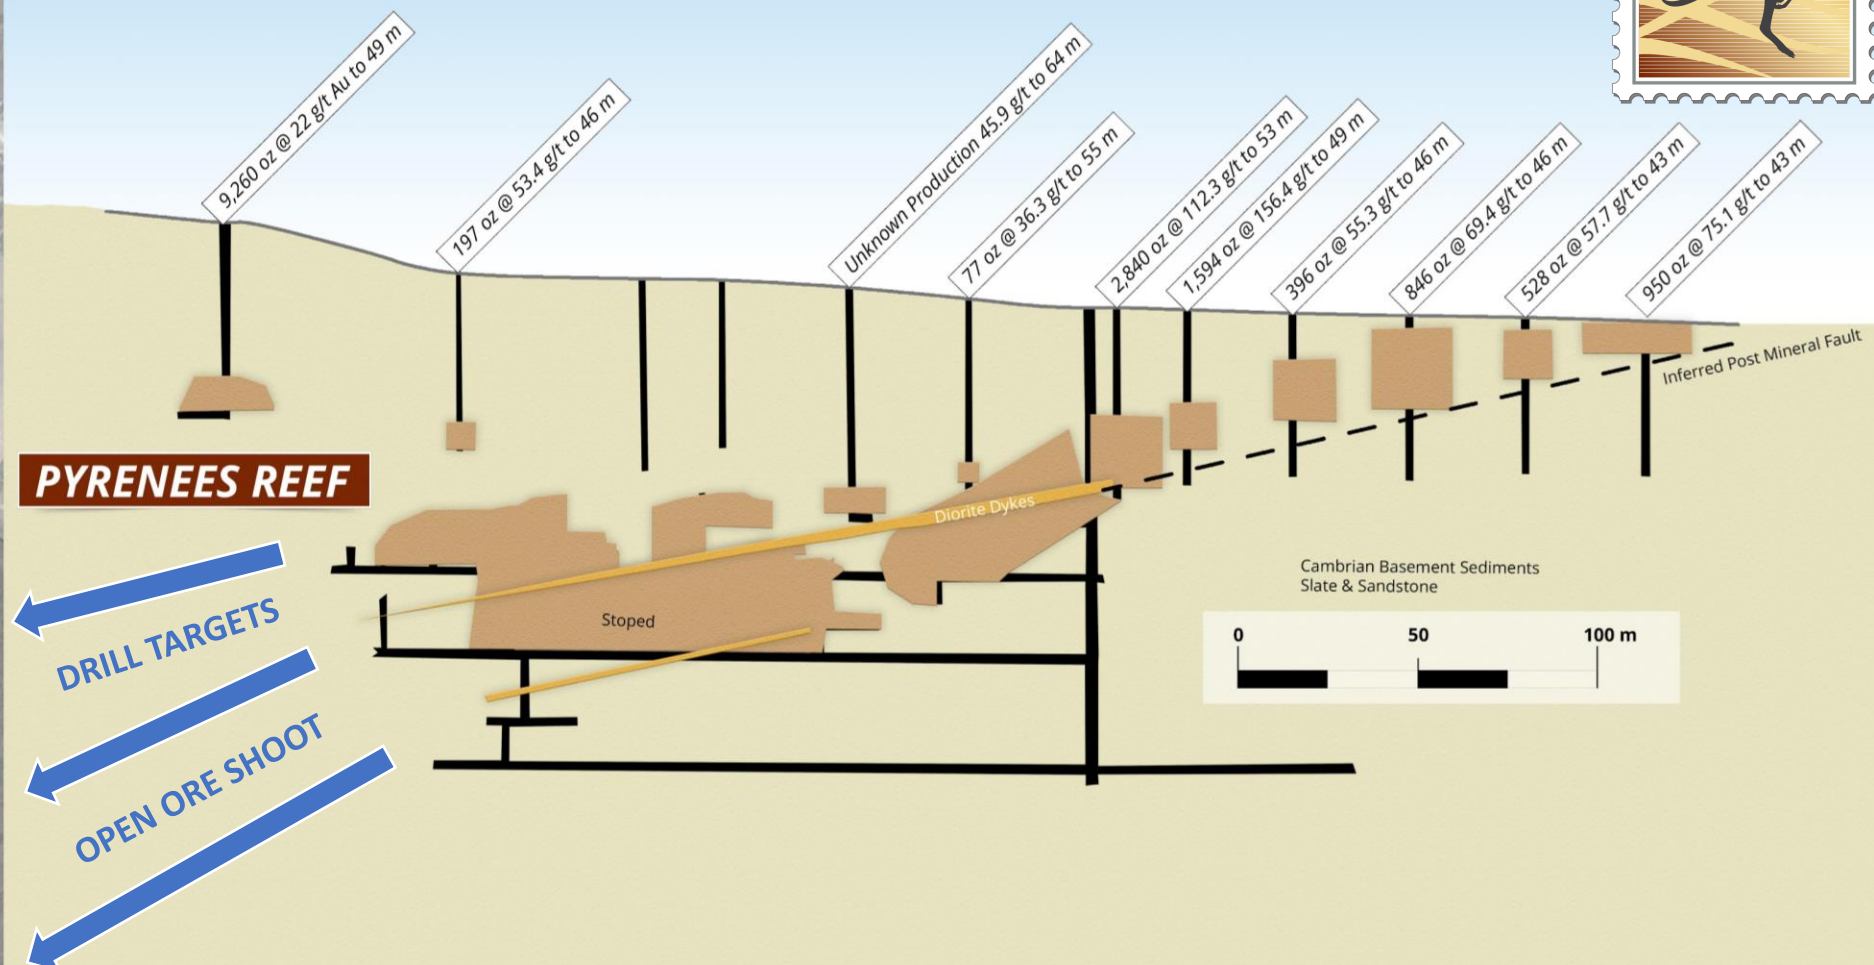 9,260 oz @ 22 g/t Au to 49 m
197 oz @ 53.4 g/t to 46 m
Unknown Production 45.9 g/t to 64 m
77 oz @ 36.3 g/t to 55 m
2,840 oz @ 112.3 g/t to 53 m
1,594 oz @ 156.4 g/t to 49 m
396 oz @ 55.3 g/t to 46 m
846 oz @ 69.4 g/t to 46 m
528 oz @ 57.7 g/t to 43 m
950 oz @ 75.1 g/t to 43 m
Inferred Post Mineral Fault
PYRENEES REEF
Diorite Dykes
DRILL TARGETS
Stoped
Cambrian Basement Sediments
Slate & Sandstone
0 50 100 m
OPEN ORE SHOOT